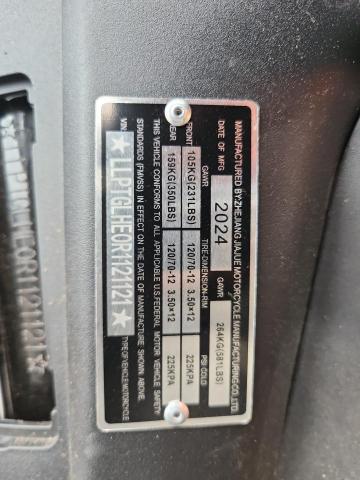 MANUFACTURED BY:ZHEJIANG JIAJUE MOTORCYCLE MANUFACTURING CO.,LTD.
DATE OF MFG 2024 GAWR 264KG(581LBS)
GAWR TIRE-DIMENSION-RIM PSI COLD
FRONT 105KG(231LBS) 120/70-12 3.50×12 225KPA
REAR 159KG(350LBS) 120/70-12 3.50×12 225KPA
THIS VEHICLE CONFORMS TO ALL APPLICABLE U.S.FEDERAL MOTOR VEHICLE SAFETY
STANDARDS (FMVSS) IN EFFECT ON THE DATE OF MANUFACTURE SHOWN ABOVE.
VIN: TYPE OF VEHICLE:MOTORCYCLE